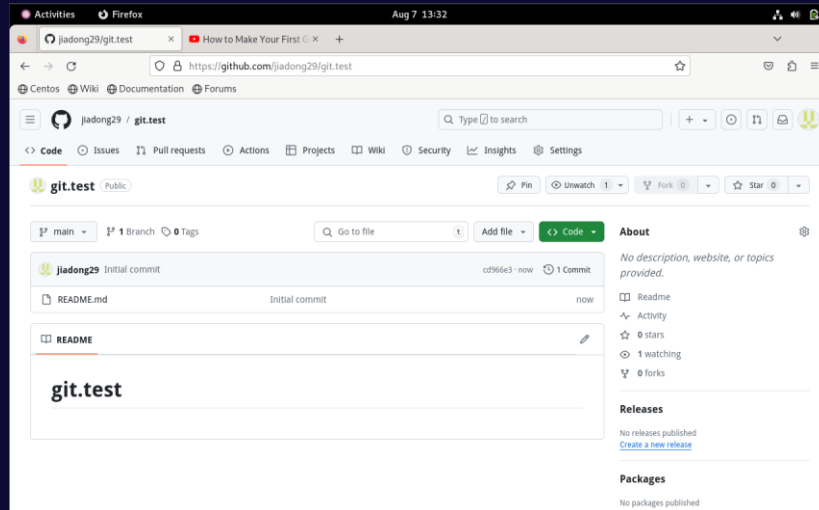 Activities Firefox Aug 7 13:32
jiadong29/git.test × How to Make Your First G × +
https://github.com/jiadong29/git.test
Centos Wiki Documentation Forums
jiadong29 / git.test Type / to search
Code Issues Pull requests Actions Projects Wiki Security Insights Settings
git.test Public Pin Unwatch 1 Fork 0 Star 0
main 1 Branch 0 Tags Go to file t Add file Code About
No description, website, or topics
provided.
jiadong29 Initial commit cd966e3 · now 1 Commit
README.md Initial commit now
Readme
Activity
0 stars
1 watching
0 forks
README
git.test
Releases
No releases published
Create a new release
Packages
No packages published